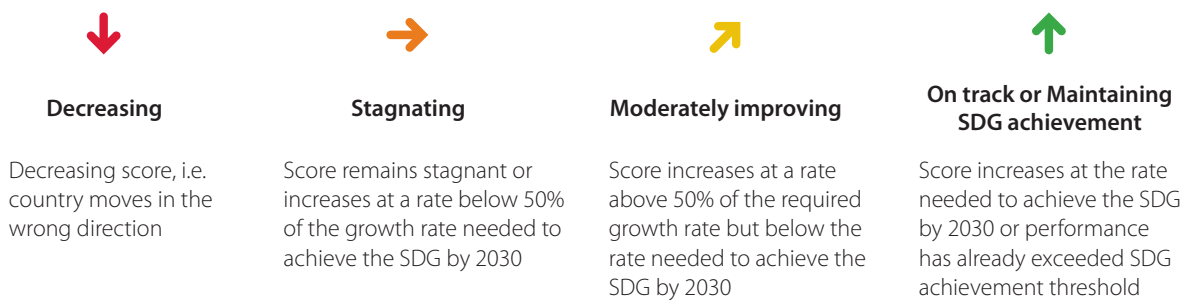 Decreasing
Decreasing score, i.e.
country moves in the
wrong direction
Stagnating
Score remains stagnant or
increases at a rate below 50%
of the growth rate needed to
achieve the SDG by 2030
Moderately improving
Score increases at a rate
above 50% of the required
growth rate but below the
rate needed to achieve the
SDG by 2030
On track or Maintaining
SDG achievement
Score increases at the rate
needed to achieve the SDG
by 2030 or performance
has already exceeded SDG
achievement threshold